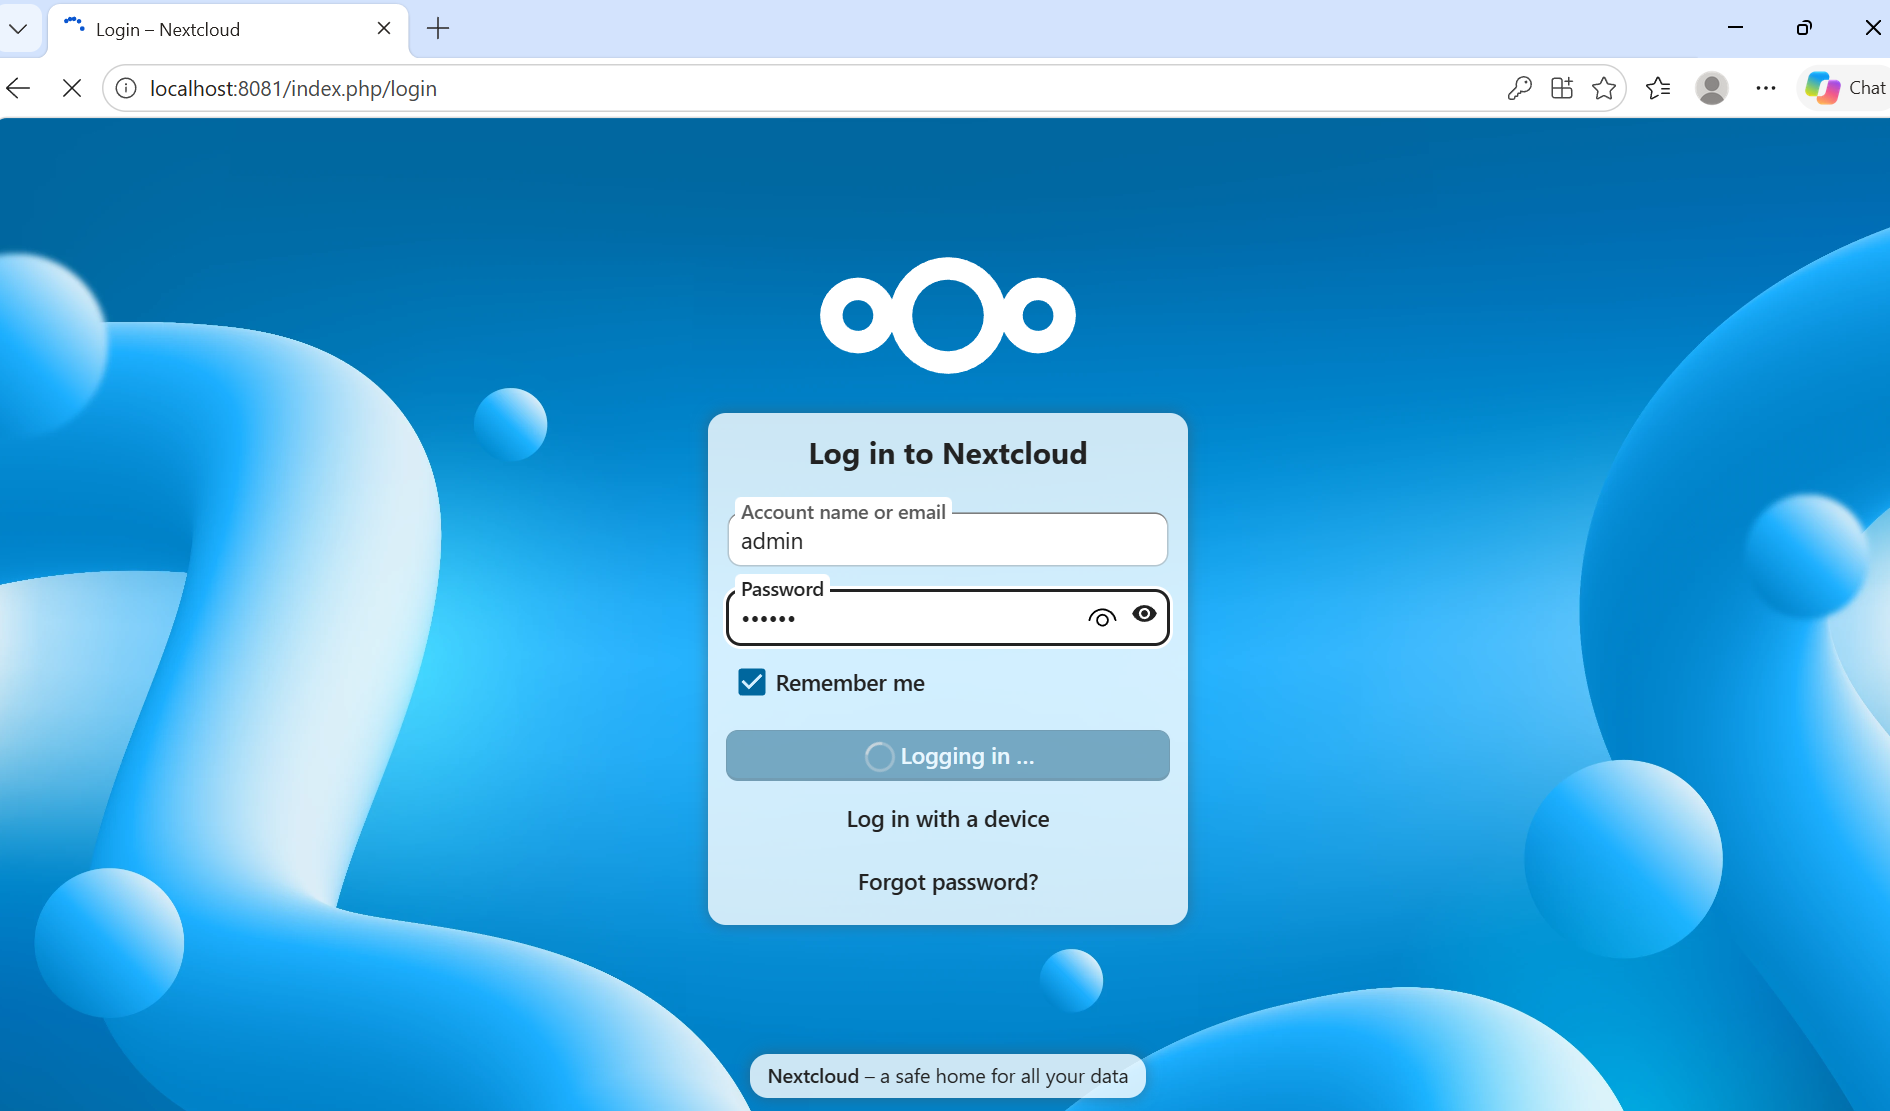 Login – Nextcloud
localhost:8081/index.php/login
Chat
Log in to Nextcloud
Account name or email
admin
Password
••••••
Remember me
Logging in ...
Log in with a device
Forgot password?
Nextcloud – a safe home for all your data